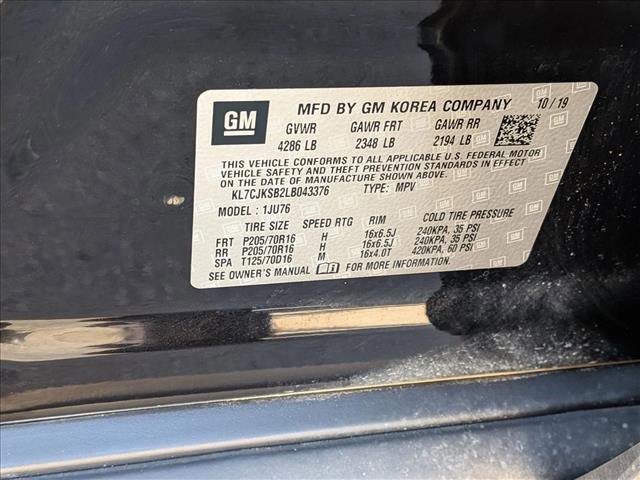 GM MFD BY GM KOREA COMPANY 10/19
GVWR GAWR FRT GAWR RR
4286 LB 2348 LB 2194 LB
THIS VEHICLE CONFORMS TO ALL APPLICABLE U.S. FEDERAL MOTOR
VEHICLE SAFETY, BUMPER, AND THEFT PREVENTION STANDARDS IN
EFFECT ON THE DATE OF MANUFACTURE SHOWN ABOVE.
KL7CJKSB2LB043376 TYPE: MPV
MODEL : 1JU76
TIRE SIZE SPEED RTG RIM COLD TIRE PRESSURE
FRT P205/70R16 H 16x6.5J 240KPA, 35 PSI
RR P205/70R16 H 16x6.5J 240KPA, 35 PSI
SPA T125/70D16 M 16x4.0T 420KPA, 60 PSI
SEE OWNER'S MANUAL FOR MORE INFORMATION.